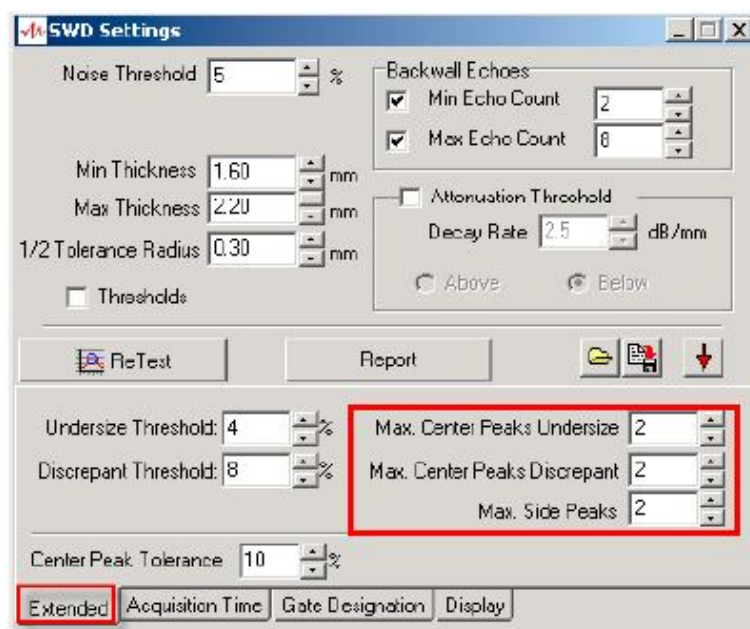 SWD Settings
Noise Threshold 5 %
Backwall Echoes
Min Echo Count 2
Max Echo Count 8
Min Thickness 1.60 mm
Max Thickness 2.20 mm
1/2 Tolerance Radius 0.30 mm
Thresholds
Attenuation Threshold
Decay Rate 2.5 dB/mm
Above Below
ReTest Report
Undersize Threshold: 4 %
Discrepant Threshold: 8 %
Max. Center Peaks Undersize 2
Max. Center Peaks Discrepant 2
Max. Side Peaks 2
Center Peak Tolerance 10 %
Extended Acquisition Time Gate Designation Display